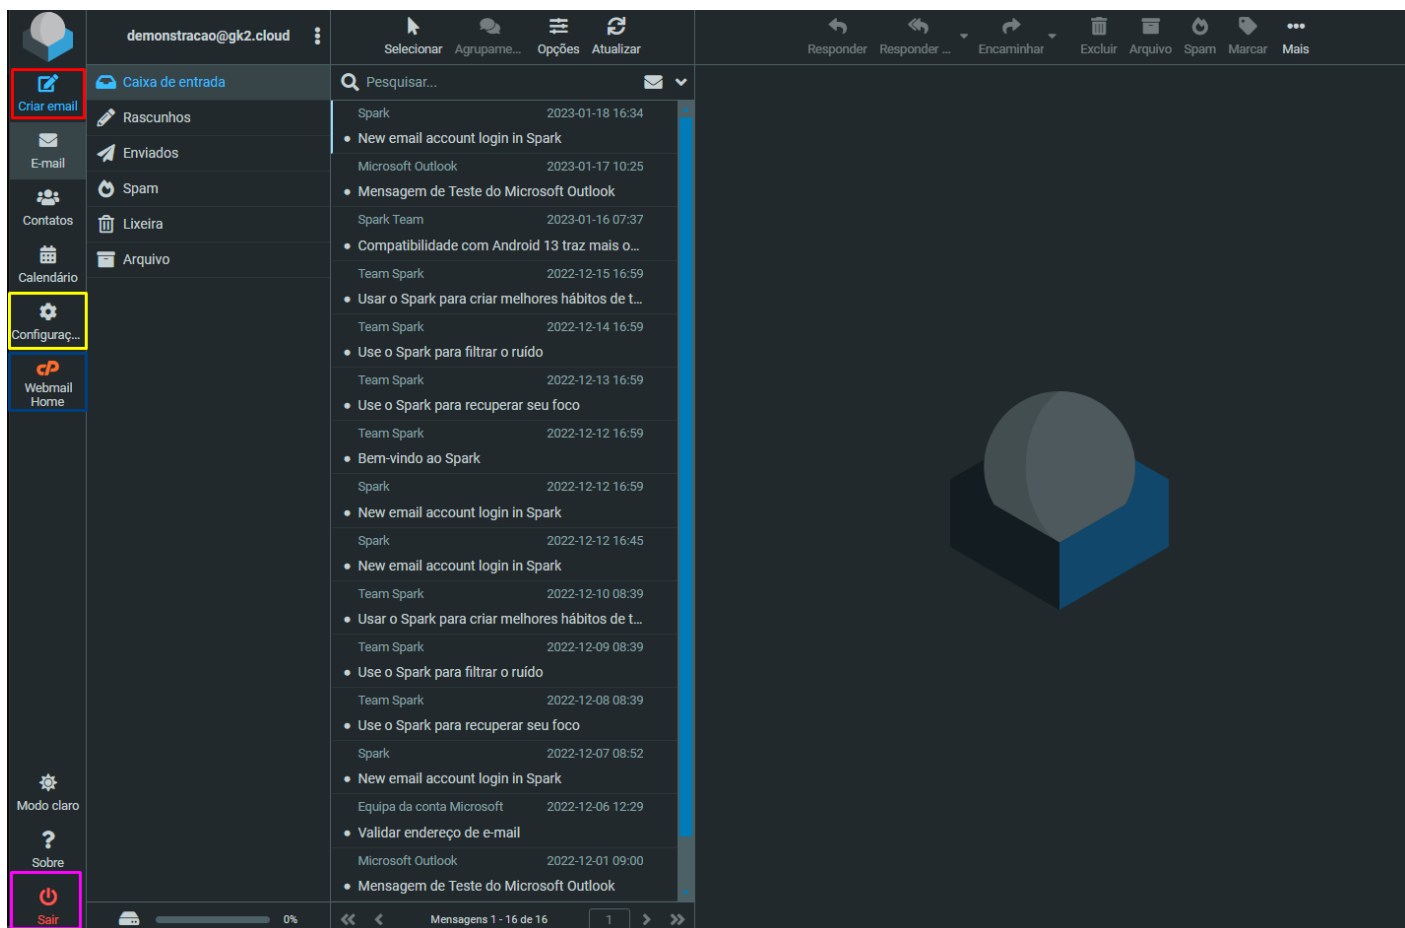 demonstracao@gk2.cloud
Selecionar Agrupame... Opções Atualizar
Responder Responder ... Encaminhar Excluir Arquivo Spam Marcar Mais
Criar email
E-mail
Contatos
Calendário
Configuraç...
cP
Webmail
Home
Modo claro
? Sobre
Sair
Caixa de entrada
Rascunhos
Enviados
Spam
Lixeira
Arquivo
0%
Pesquisar...
Spark 2023-01-18 16:34
• New email account login in Spark
Microsoft Outlook 2023-01-17 10:25
• Mensagem de Teste do Microsoft Outlook
Spark Team 2023-01-16 07:37
• Compatibilidade com Android 13 traz mais o...
Team Spark 2022-12-15 16:59
• Usar o Spark para criar melhores hábitos de t...
Team Spark 2022-12-14 16:59
• Use o Spark para filtrar o ruído
Team Spark 2022-12-13 16:59
• Use o Spark para recuperar seu foco
Team Spark 2022-12-12 16:59
• Bem-vindo ao Spark
Spark 2022-12-12 16:59
• New email account login in Spark
Spark 2022-12-12 16:45
• New email account login in Spark
Team Spark 2022-12-10 08:39
• Usar o Spark para criar melhores hábitos de t...
Team Spark 2022-12-09 08:39
• Use o Spark para filtrar o ruído
Team Spark 2022-12-08 08:39
• Use o Spark para recuperar seu foco
Spark 2022-12-07 08:52
• New email account login in Spark
Equipa da conta Microsoft 2022-12-06 12:29
• Validar endereço de e-mail
Microsoft Outlook 2022-12-01 09:00
• Mensagem de Teste do Microsoft Outlook
Mensagens 1 - 16 de 16 1